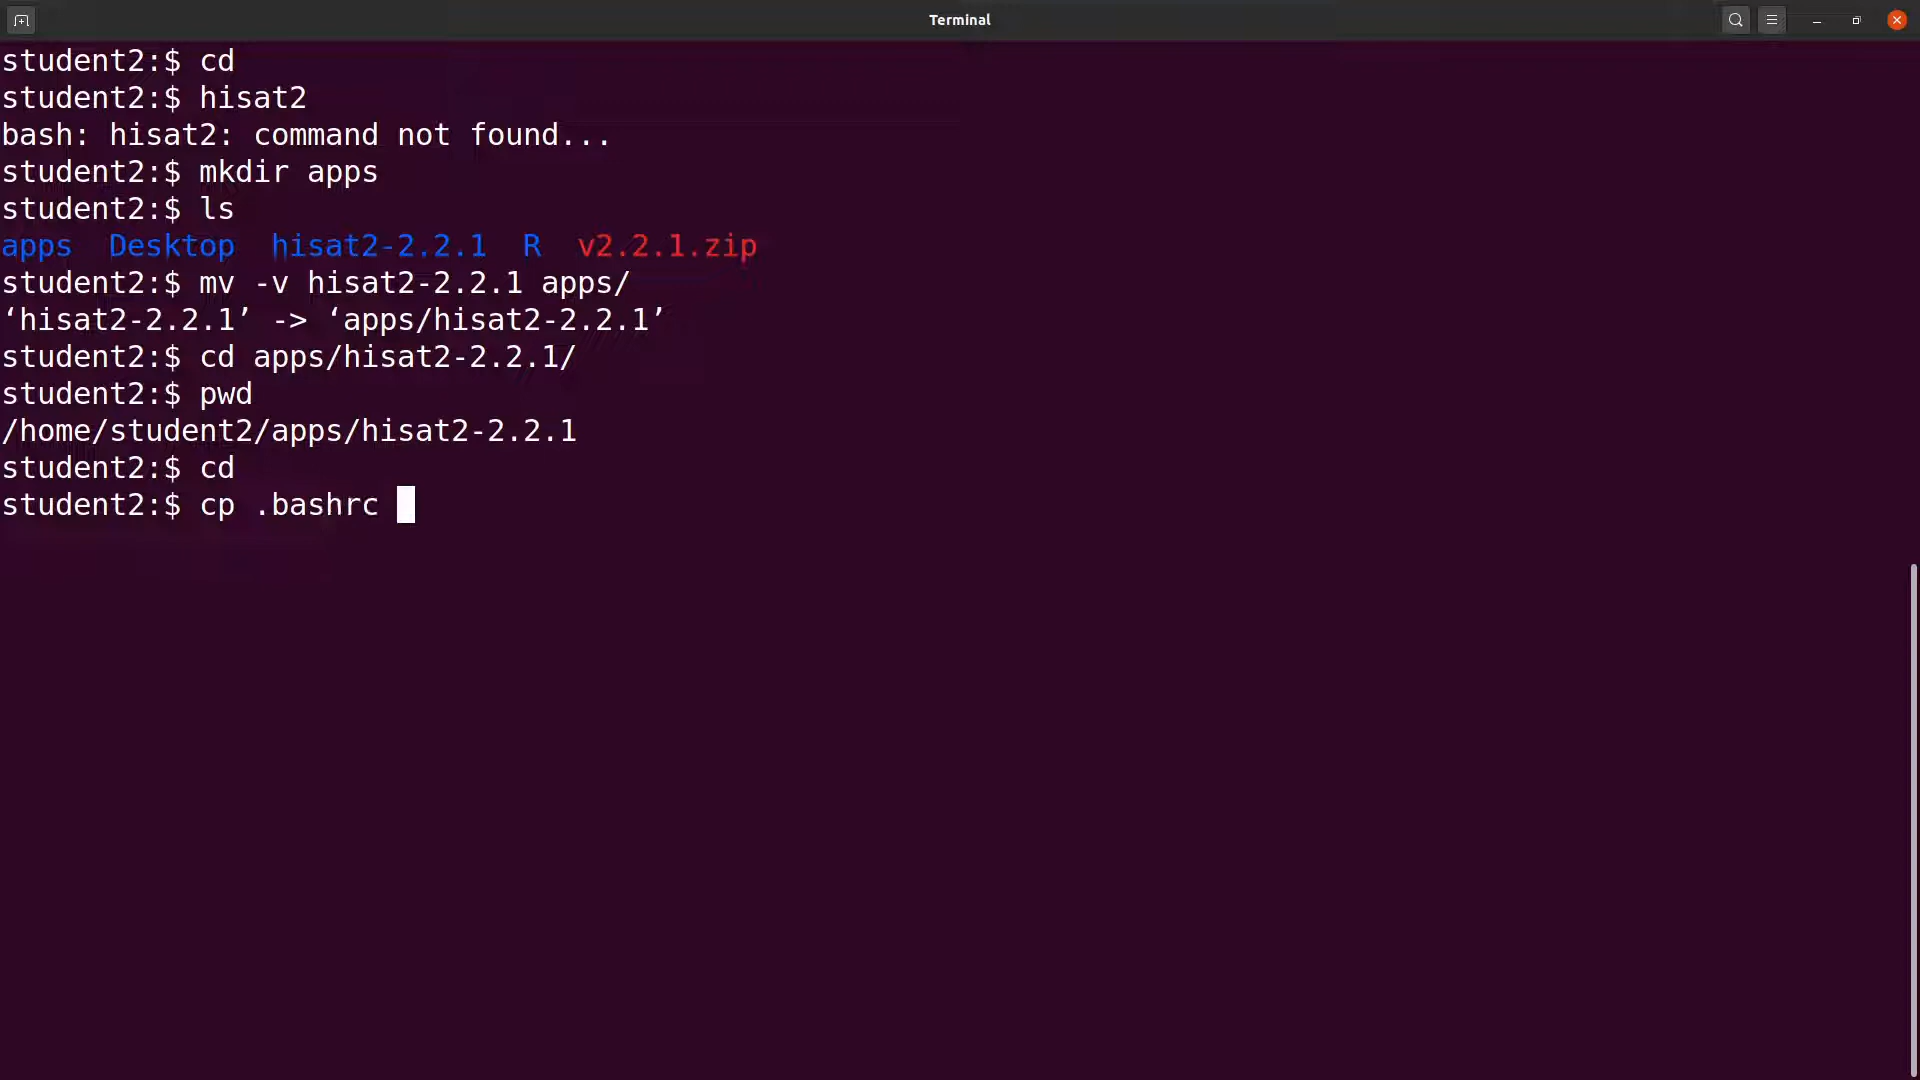 Terminal
student2:$ cd
student2:$ hisat2
bash: hisat2: command not found...
student2:$ mkdir apps
student2:$ ls
apps  Desktop  hisat2-2.2.1  R  v2.2.1.zip
student2:$ mv -v hisat2-2.2.1 apps/
‘hisat2-2.2.1’ -> ‘apps/hisat2-2.2.1’
student2:$ cd apps/hisat2-2.2.1/
student2:$ pwd
/home/student2/apps/hisat2-2.2.1
student2:$ cd
student2:$ cp .bashrc